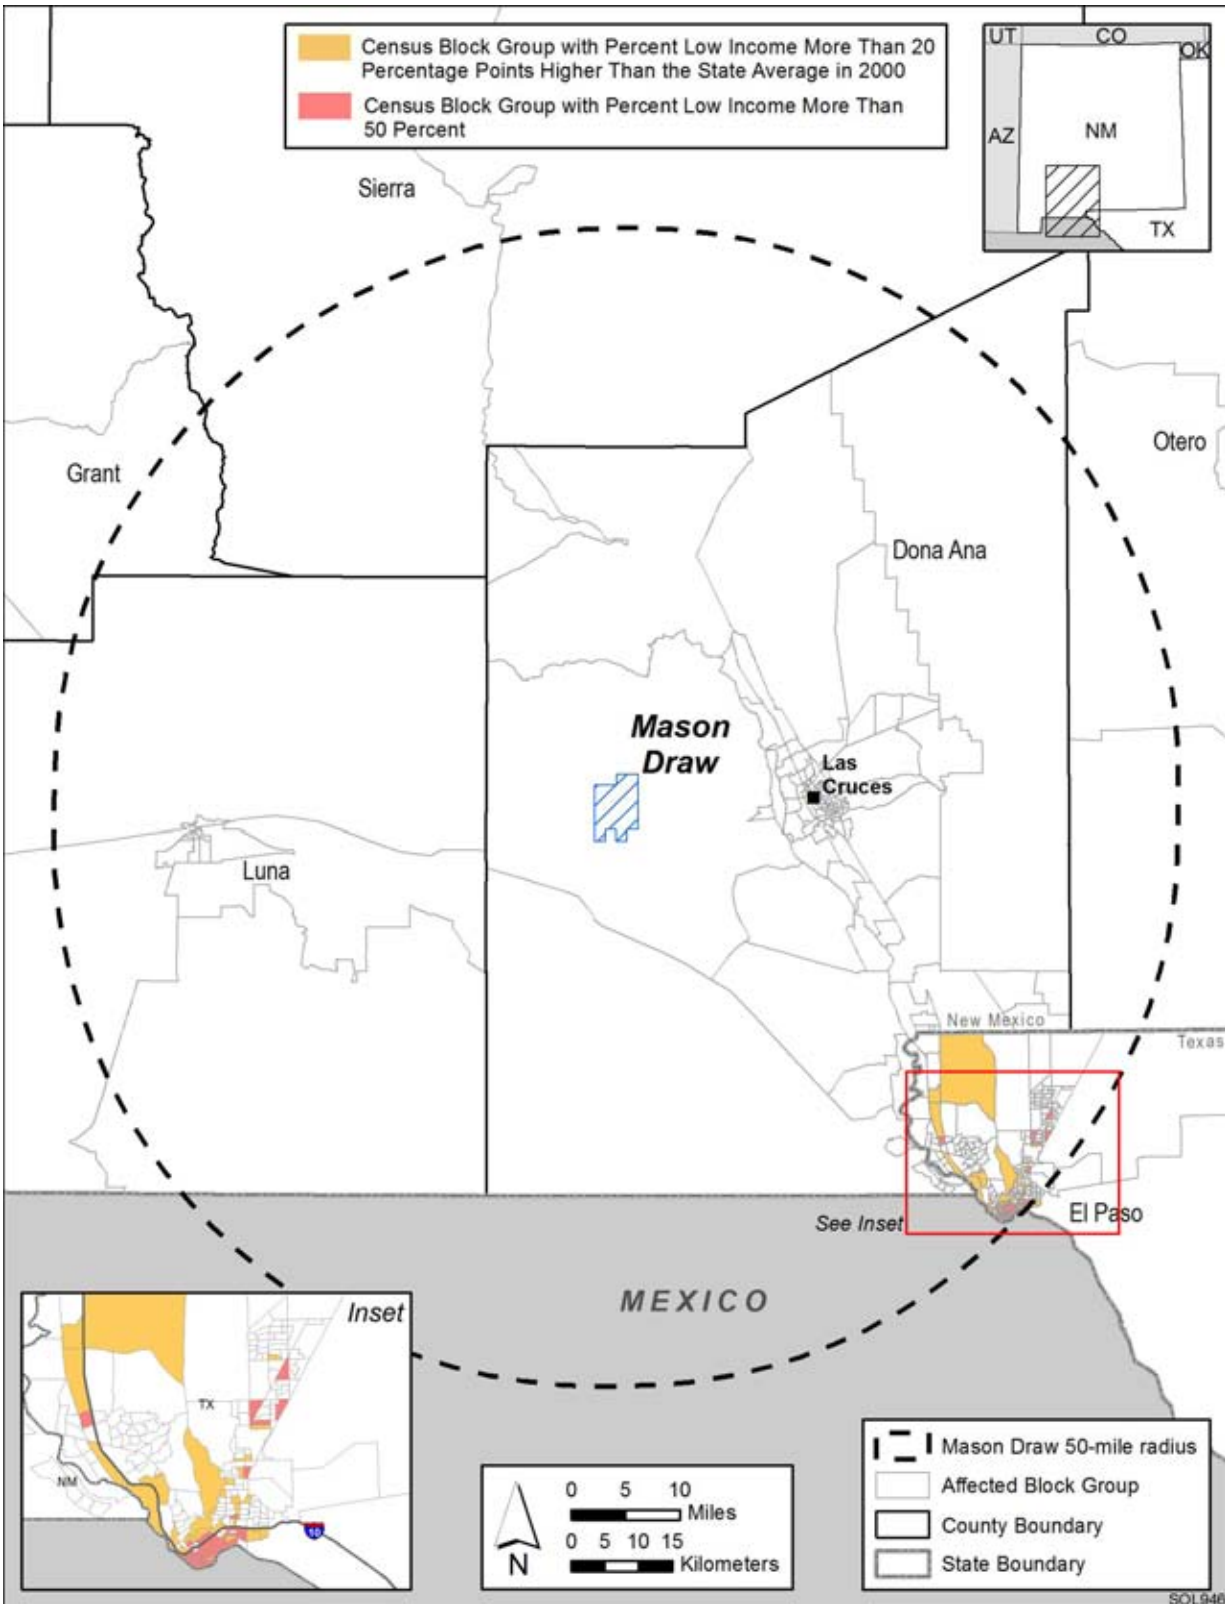 Census Block Group with Percent Low Income More Than 20
Percentage Points Higher Than the State Average in 2000
Census Block Group with Percent Low Income More Than
50 Percent
UT
CO
OK
AZ
NM
TX
Sierra
Grant
Otero
Dona Ana
Mason
Draw
Las
Cruces
Luna
New Mexico
Texas
See Inset
El Paso
MEXICO
Inset
TX
NM
10
N
0 5 10
Miles
0 5 10 15
Kilometers
Mason Draw 50-mile radius
Affected Block Group
County Boundary
State Boundary
SOL946